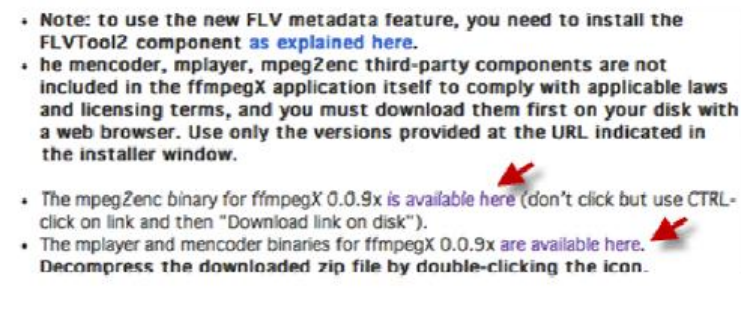 • Note: to use the new FLV metadata feature, you need to install the
FLVTool2 component as explained here.
• he mencoder, mplayer, mpeg2enc third-party components are not
included in the ffmpegX application itself to comply with applicable laws
and licensing terms, and you must download them first on your disk with
a web browser. Use only the versions provided at the URL indicated in
the installer window.
• The mpeg2enc binary for ffmpegX 0.0.9x is available here (don't click but use CTRL-
click on link and then "Download link on disk").
• The mplayer and mencoder binaries for ffmpegX 0.0.9x are available here.
Decompress the downloaded zip file by double-clicking the icon.